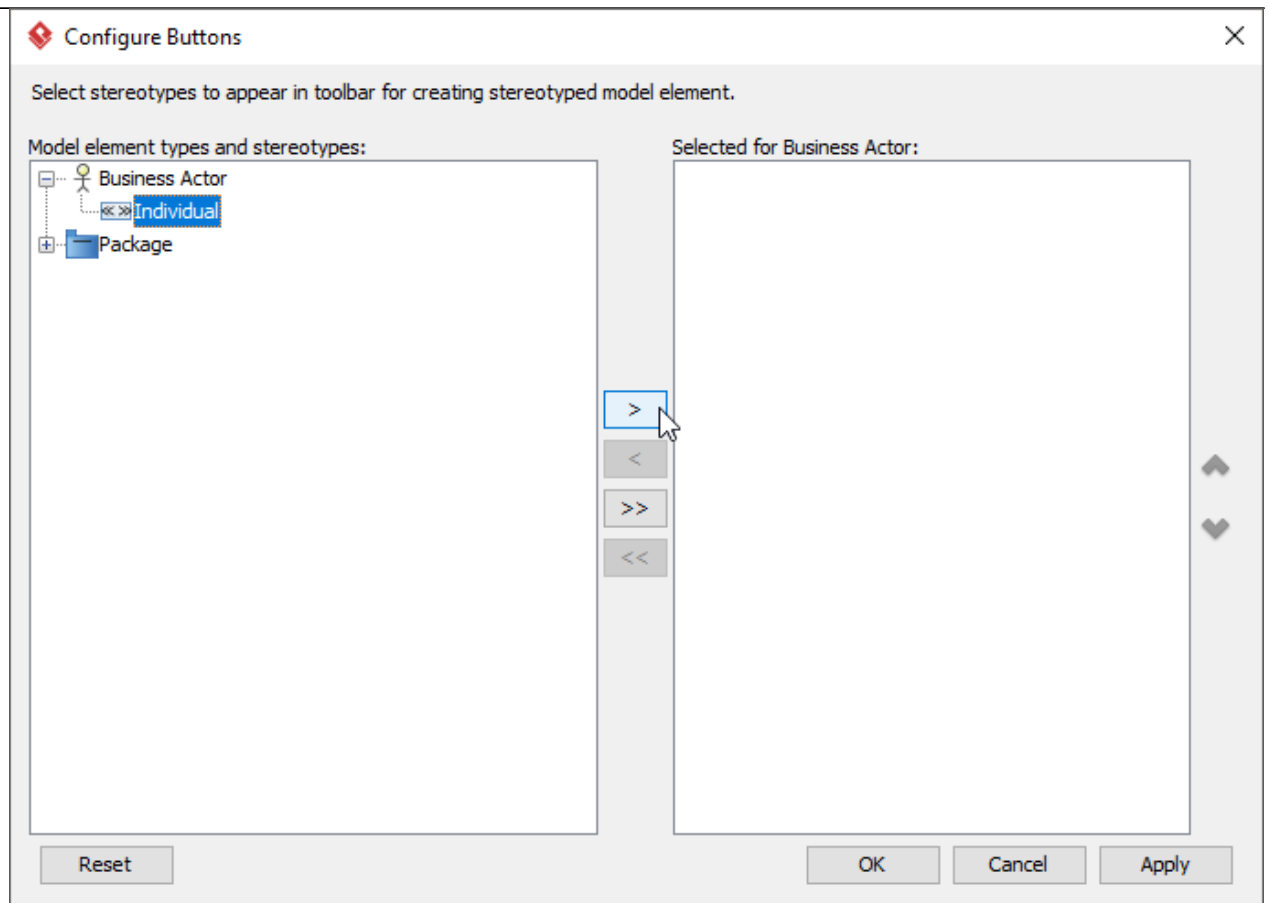 Configure Buttons
Select stereotypes to appear in toolbar for creating stereotyped model element.
Model element types and stereotypes:
Selected for Business Actor:
Business Actor
«»Individual
Package
>
<
>>
<<
Reset
OK
Cancel
Apply